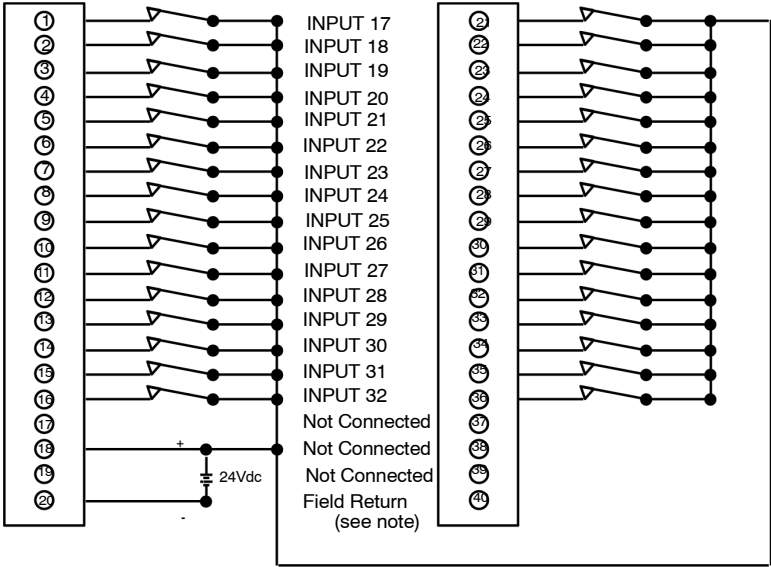 1 INPUT 17 21
2 INPUT 18 22
3 INPUT 19 23
4 INPUT 20 24
5 INPUT 21 25
6 INPUT 22 26
7 INPUT 23 27
8 INPUT 24 28
9 INPUT 25 29
10 INPUT 26 30
11 INPUT 27 31
12 INPUT 28 32
13 INPUT 29 33
14 INPUT 30 34
15 INPUT 31 35
16 INPUT 32 36
17 Not Connected 37
18 + Not Connected 38
19 24Vdc Not Connected 39
20 - Field Return 40
(see note)